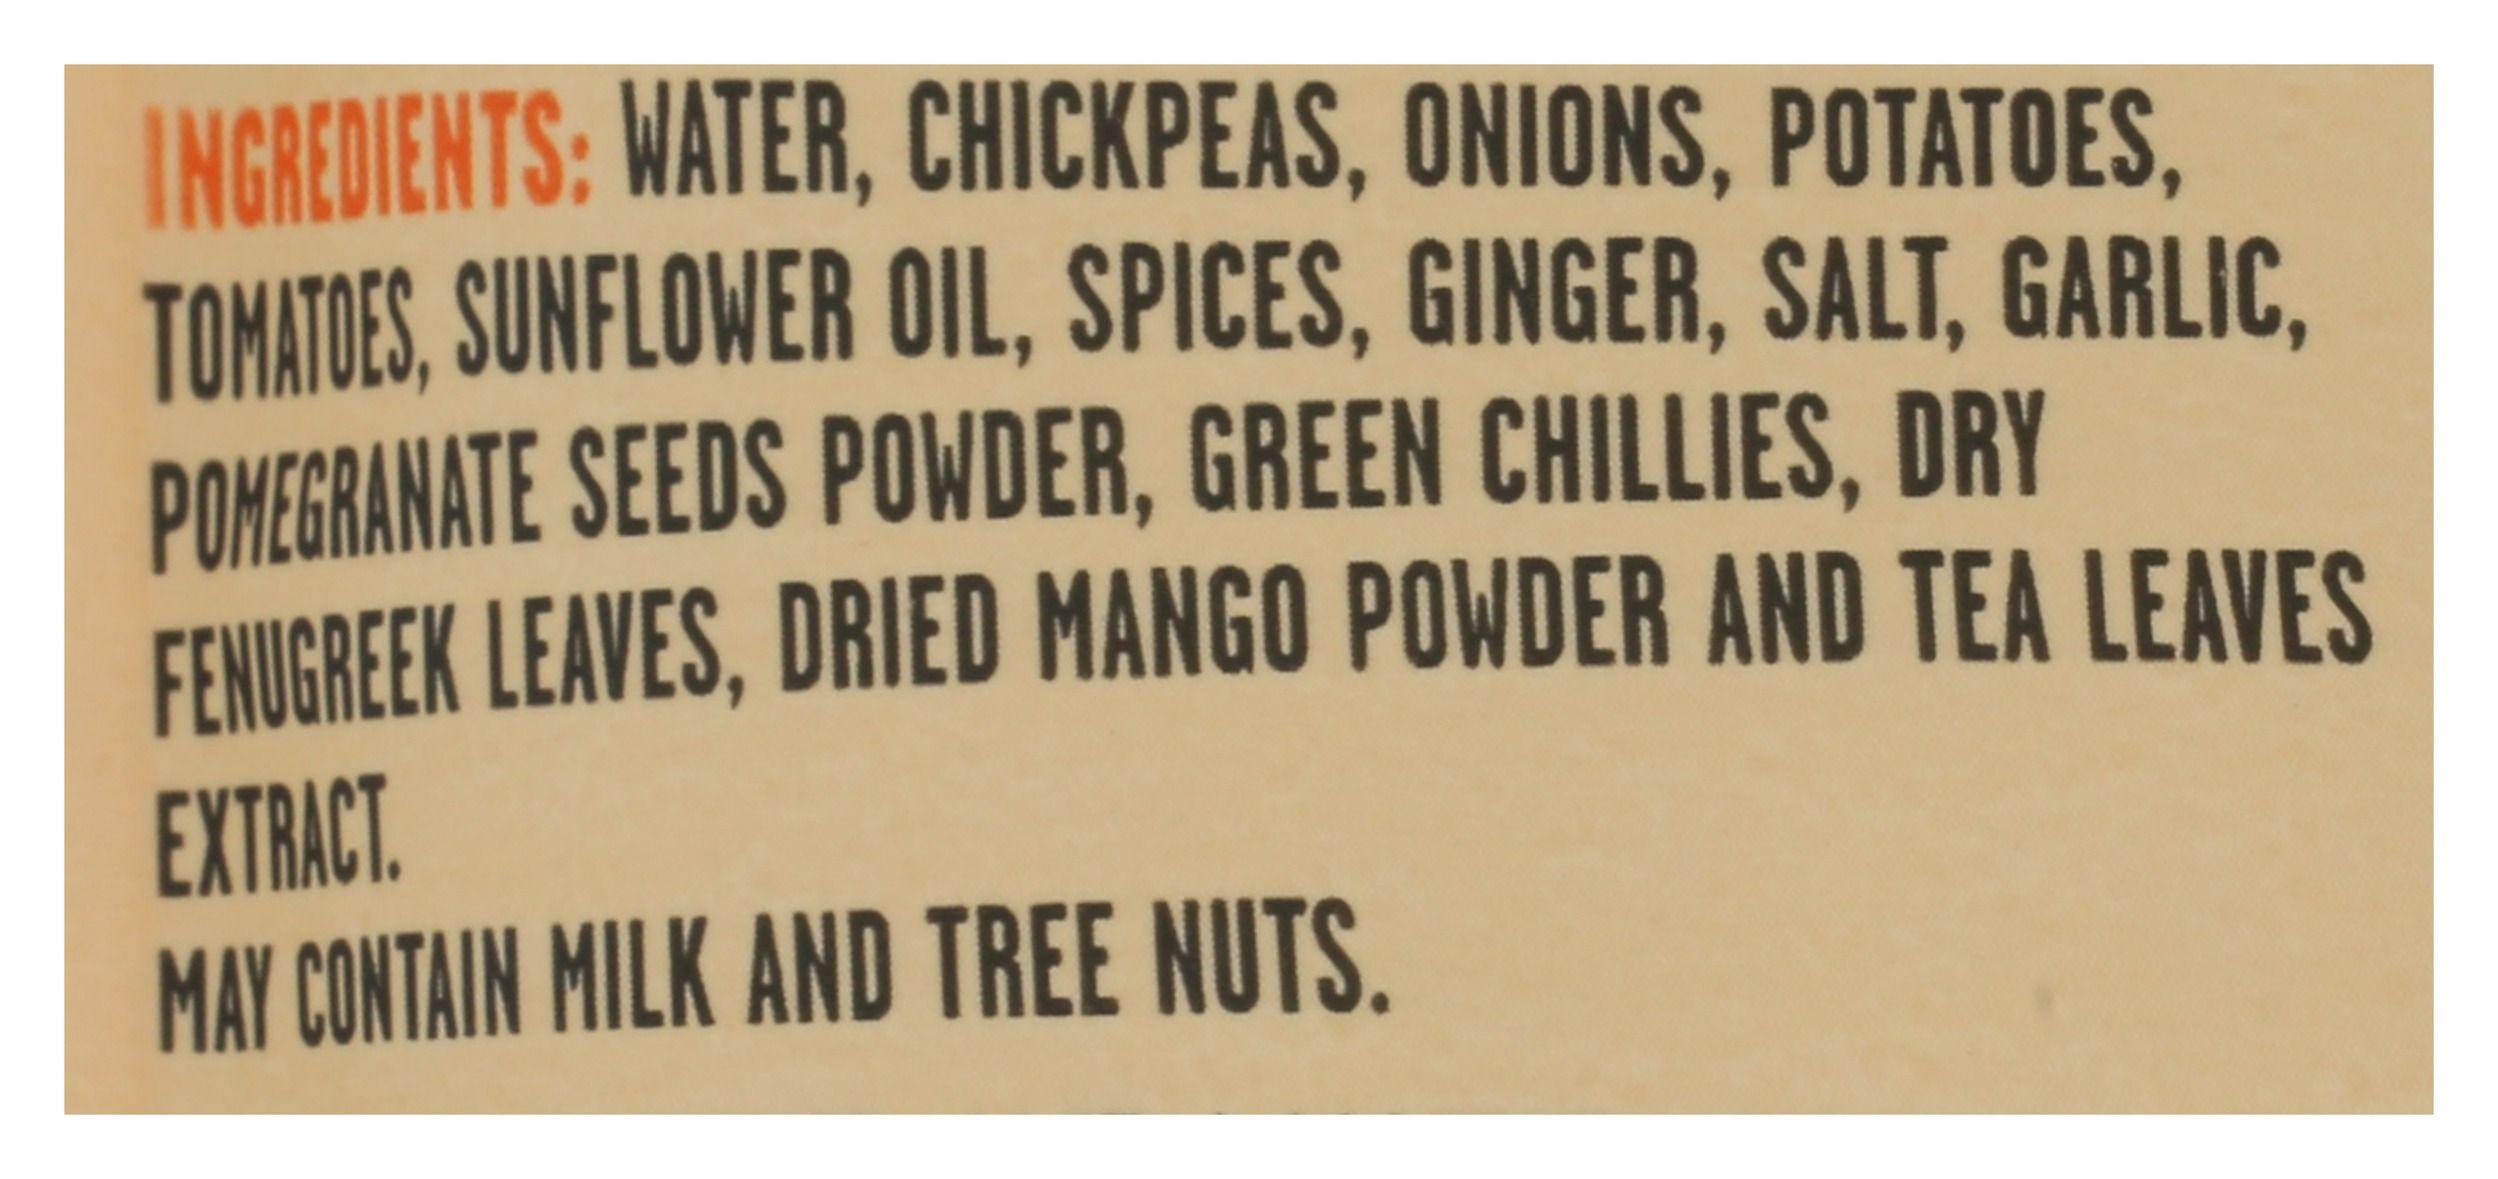 INGREDIENTS: WATER, CHICKPEAS, ONIONS, POTATOES,
TOMATOES, SUNFLOWER OIL, SPICES, GINGER, SALT, GARLIC,
POMEGRANATE SEEDS POWDER, GREEN CHILLIES, DRY
FENUGREEK LEAVES, DRIED MANGO POWDER AND TEA LEAVES
EXTRACT.
MAY CONTAIN MILK AND TREE NUTS.